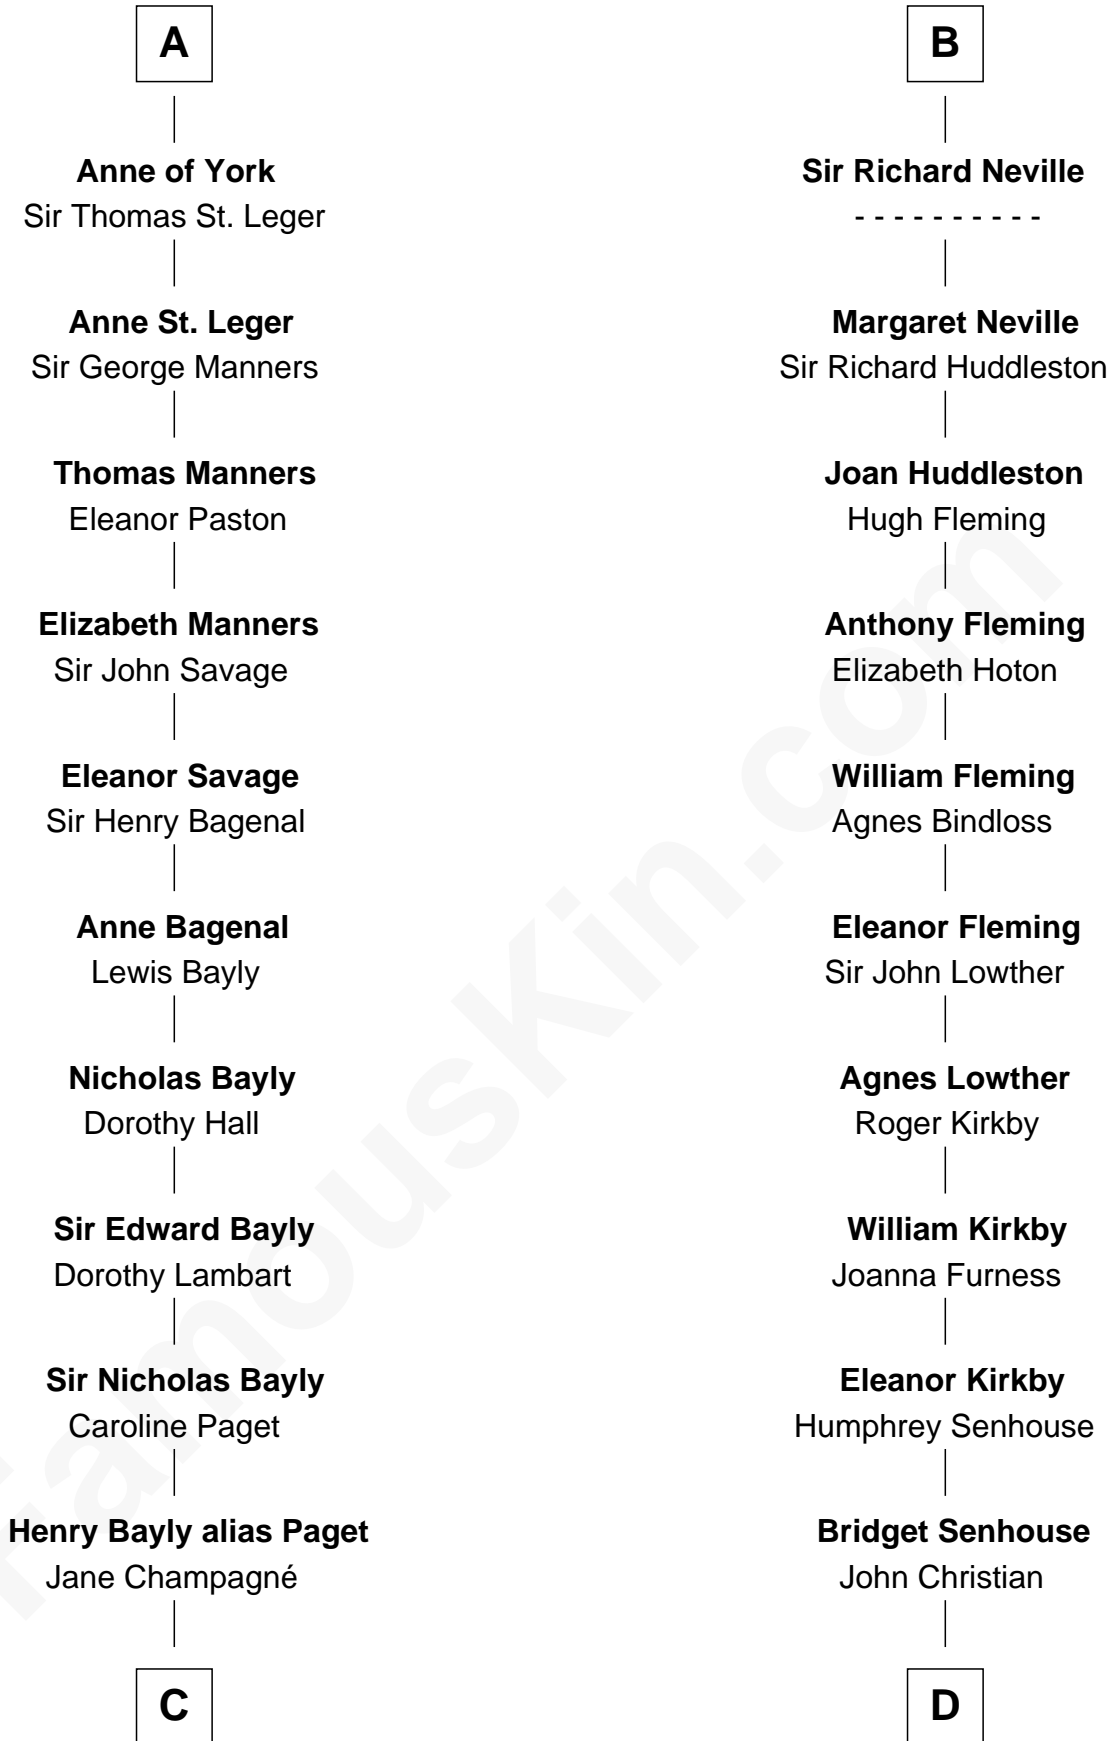 A
Anne of York
Sir Thomas St. Leger
Anne St. Leger
Sir George Manners
Thomas Manners
Eleanor Paston
Elizabeth Manners
Sir John Savage
Eleanor Savage
Sir Henry Bagenal
Anne Bagenal
Lewis Bayly
Nicholas Bayly
Dorothy Hall
Sir Edward Bayly
Dorothy Lambart
Sir Nicholas Bayly
Caroline Paget
Henry Bayly alias Paget
Jane Champagné
C
B
Sir Richard Neville
- - - - - - - - - -
Margaret Neville
Sir Richard Huddleston
Joan Huddleston
Hugh Fleming
Anthony Fleming
Elizabeth Hoton
William Fleming
Agnes Bindloss
Eleanor Fleming
Sir John Lowther
Agnes Lowther
Roger Kirkby
William Kirkby
Joanna Furness
Eleanor Kirkby
Humphrey Senhouse
Bridget Senhouse
John Christian
D
FamousKin.com